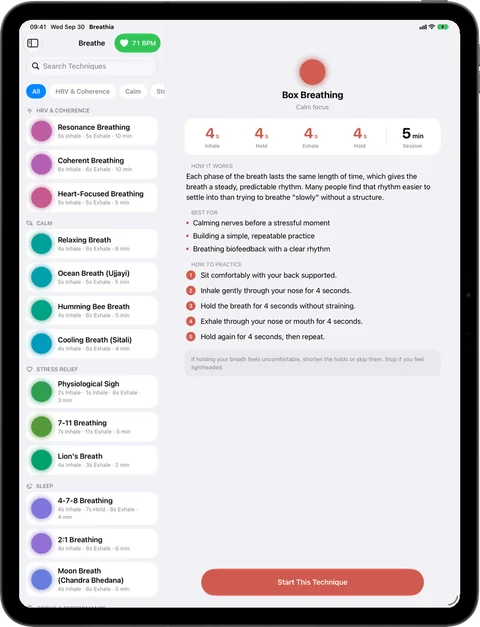 09:41 Wed Sep 30 Breathia
Breathe
71 BPM
Search Techniques
All
HRV & Coherence
Calm
HRV & COHERENCE
Resonance Breathing
5s Inhale · 5s Exhale · 10 min
Coherent Breathing
6s Inhale · 6s Exhale · 10 min
Heart-Focused Breathing
5s Inhale · 5s Exhale · 5 min
CALM
Relaxing Breath
4s Inhale · 6s Exhale · 6 min
Ocean Breath (Ujjayi)
5s Inhale · 5s Exhale · 5 min
Humming Bee Breath
4s Inhale · 6s Exhale · 5 min
Cooling Breath (Sitali)
4s Inhale · 6s Exhale · 4 min
STRESS RELIEF
Physiological Sigh
2s Inhale · 1s Inhale · 6s Exhale ·
3 min
7-11 Breathing
7s Inhale · 11s Exhale · 5 min
Lion's Breath
4s Inhale · 3s Exhale · 2 min
SLEEP
4-7-8 Breathing
4s Inhale · 7s Hold · 8s Exhale ·
4 min
2:1 Breathing
4s Inhale · 8s Exhale · 6 min
Moon Breath
(Chandra Bhedana)
4s Inhale · 6s Exhale · 5 min
Box Breathing
Calm focus
4 s
Inhale
4 s
Hold
4 s
Exhale
4 s
Hold
5 min
Session
HOW IT WORKS
Each phase of the breath lasts the same length of time, which gives the
breath a steady, predictable rhythm. Many people find that rhythm easier to
settle into than trying to breathe "slowly" without a structure.
BEST FOR
• Calming nerves before a stressful moment
• Building a simple, repeatable practice
• Breathing biofeedback with a clear rhythm
HOW TO PRACTICE
1 Sit comfortably with your back supported.
2 Inhale gently through your nose for 4 seconds.
3 Hold the breath for 4 seconds without straining.
4 Exhale through your nose or mouth for 4 seconds.
5 Hold again for 4 seconds, then repeat.
If holding your breath feels uncomfortable, shorten the holds or skip them. Stop if you feel
lightheaded.
Start This Technique